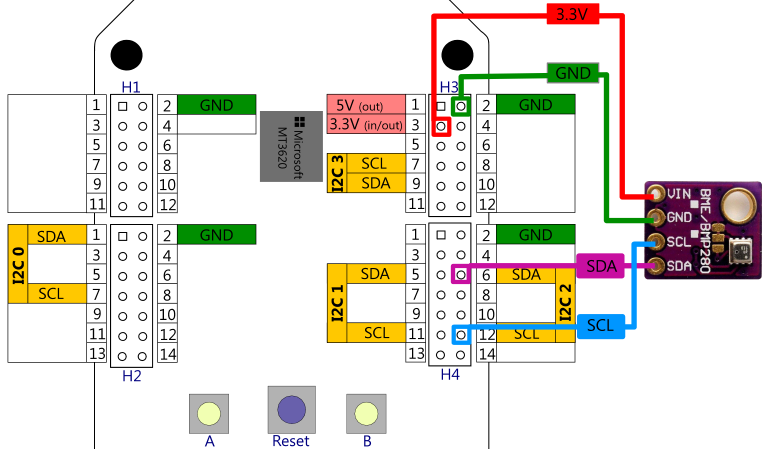 3.3V
GND
H1
H3
1 2 GND
3 4
5 6
7 8
9 10
11 12
Microsoft
MT3620
5V (out) 1 2 GND
3.3V (in/out) 3 4
5 6
I2C 3 SCL 7 8
SDA 9 10
11 12
VIN
GND
SCL
SDA
BME/BMP280
I2C 0 SDA 1 2 GND
3 4
5 6
SCL 7 8
9 10
11 12
13 14
H2
1 2 GND
3 4
I2C 1 SDA 5 6 SDA I2C 2
7 8
9 10
SCL 11 12 SCL
13 14
H4
SDA
SCL
A
Reset
B